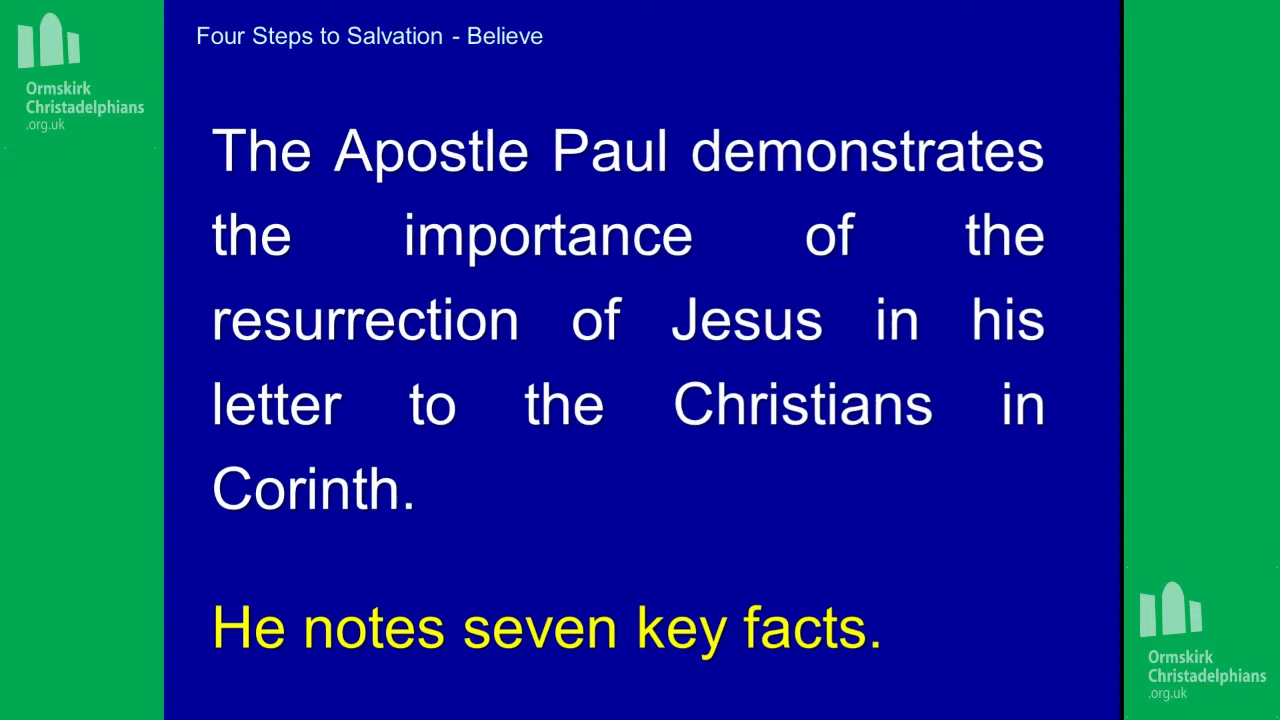 Ormskirk
Christadelphians
.org.uk
Four Steps to Salvation - Believe
The Apostle Paul demonstrates
the importance of the
resurrection of Jesus in his
letter to the Christians in
Corinth.
He notes seven key facts.
Ormskirk
Christadelphians
.org.uk